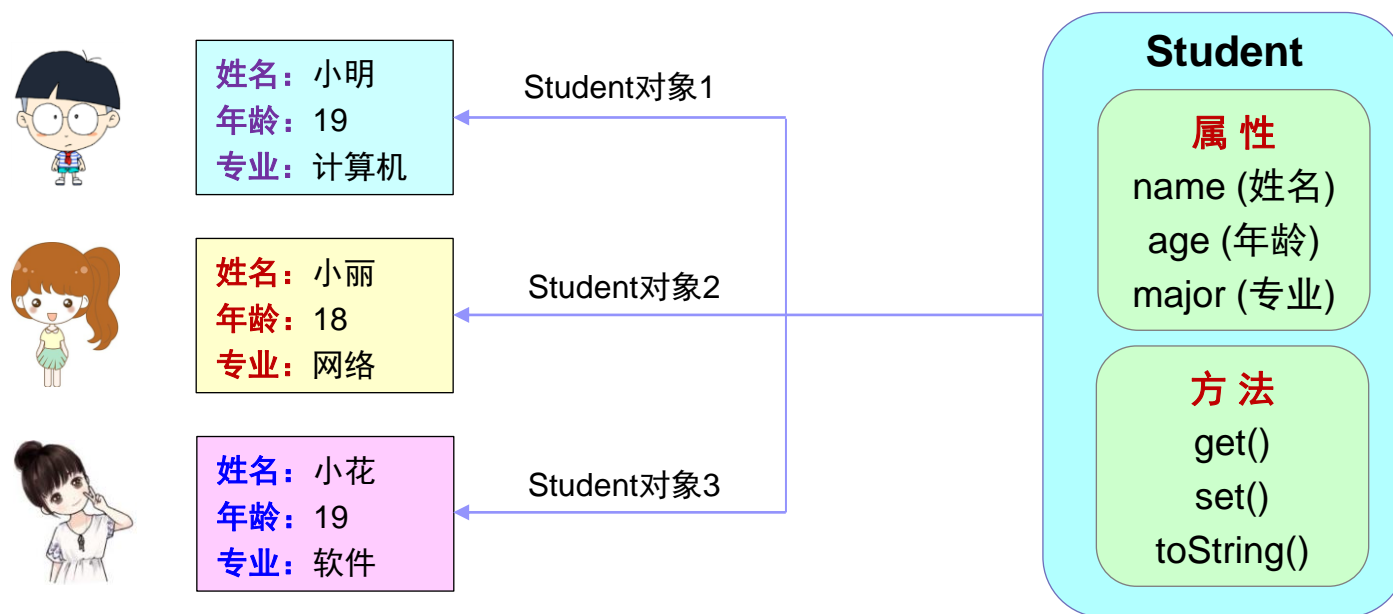 姓名：小明
年龄：19
专业：计算机
Student对象1
姓名：小丽
年龄：18
专业：网络
Student对象2
姓名：小花
年龄：19
专业：软件
Student对象3
Student
属 性
name (姓名)
age (年龄)
major (专业)
方 法
get()
set()
toString()